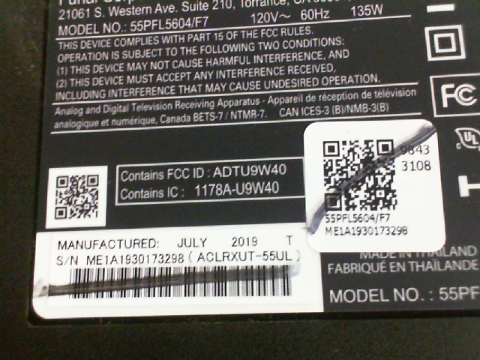 21061 S. Western Ave. Suite 210, Torrance,
MODEL NO.: 55PFL5604/F7 120V~ 60Hz 135W
THIS DEVICE COMPLIES WITH PART 15 OF THE FCC RULES.
OPERATION IS SUBJECT TO THE FOLLOWING TWO CONDITIONS:
(1) THIS DEVICE MAY NOT CAUSE HARMFUL INTERFERENCE, AND
(2) THIS DEVICE MUST ACCEPT ANY INTERFERENCE RECEIVED,
INCLUDING INTERFERENCE THAT MAY CAUSE UNDESIRED OPERATION.
Analog and Digital Television Receiving Apparatus - Appareil de réception de télévision
analogique et numérique, Canada BETS-7 / NTMR-7. CAN ICES-3 (B)/NMB-3(B)
FC
UL
Contains FCC ID : ADTU9W40
Contains IC : 1178A-U9W40
3108
55PFL5604/F7
ME1A1930173298
MANUFACTURED: JULY 2019 T
S/N ME1A1930173298 ( ACLRXUT-55UL )
MADE IN THAILAND
FABRIQUÉ EN THAÏLANDE
MODEL NO. : 55PF